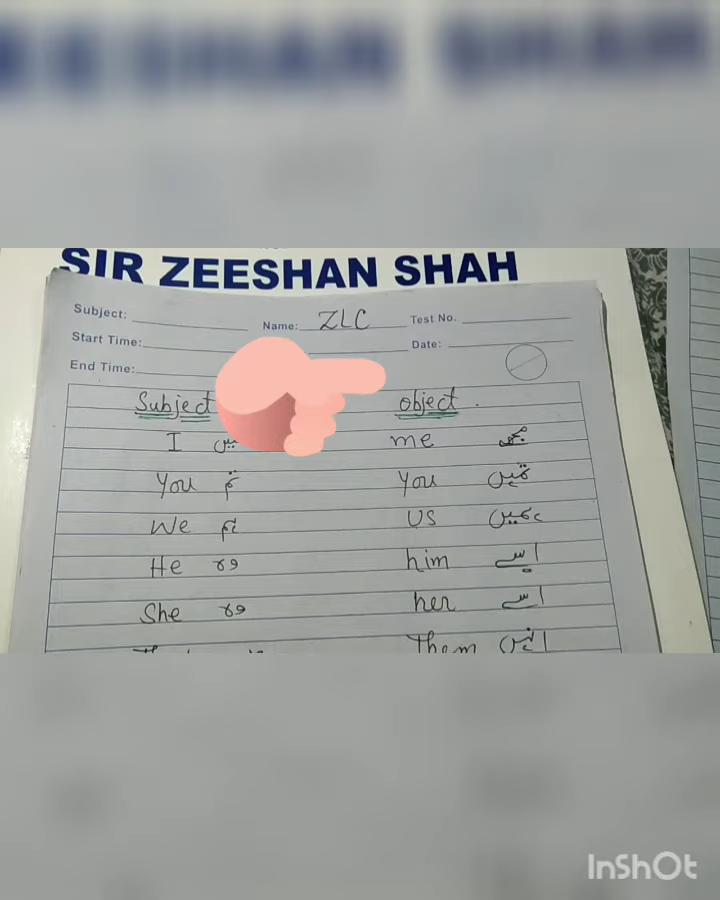 SIR ZEESHAN SHAH
Subject: Name: ZLC Test No.
Start Time: Date:
End Time:
Subject object .
I میں me مجھے
You تم You تمہیں
We ہم US ہمیں
He وہ him اسے
She وہ her اسے
Them انہیں
InShOt